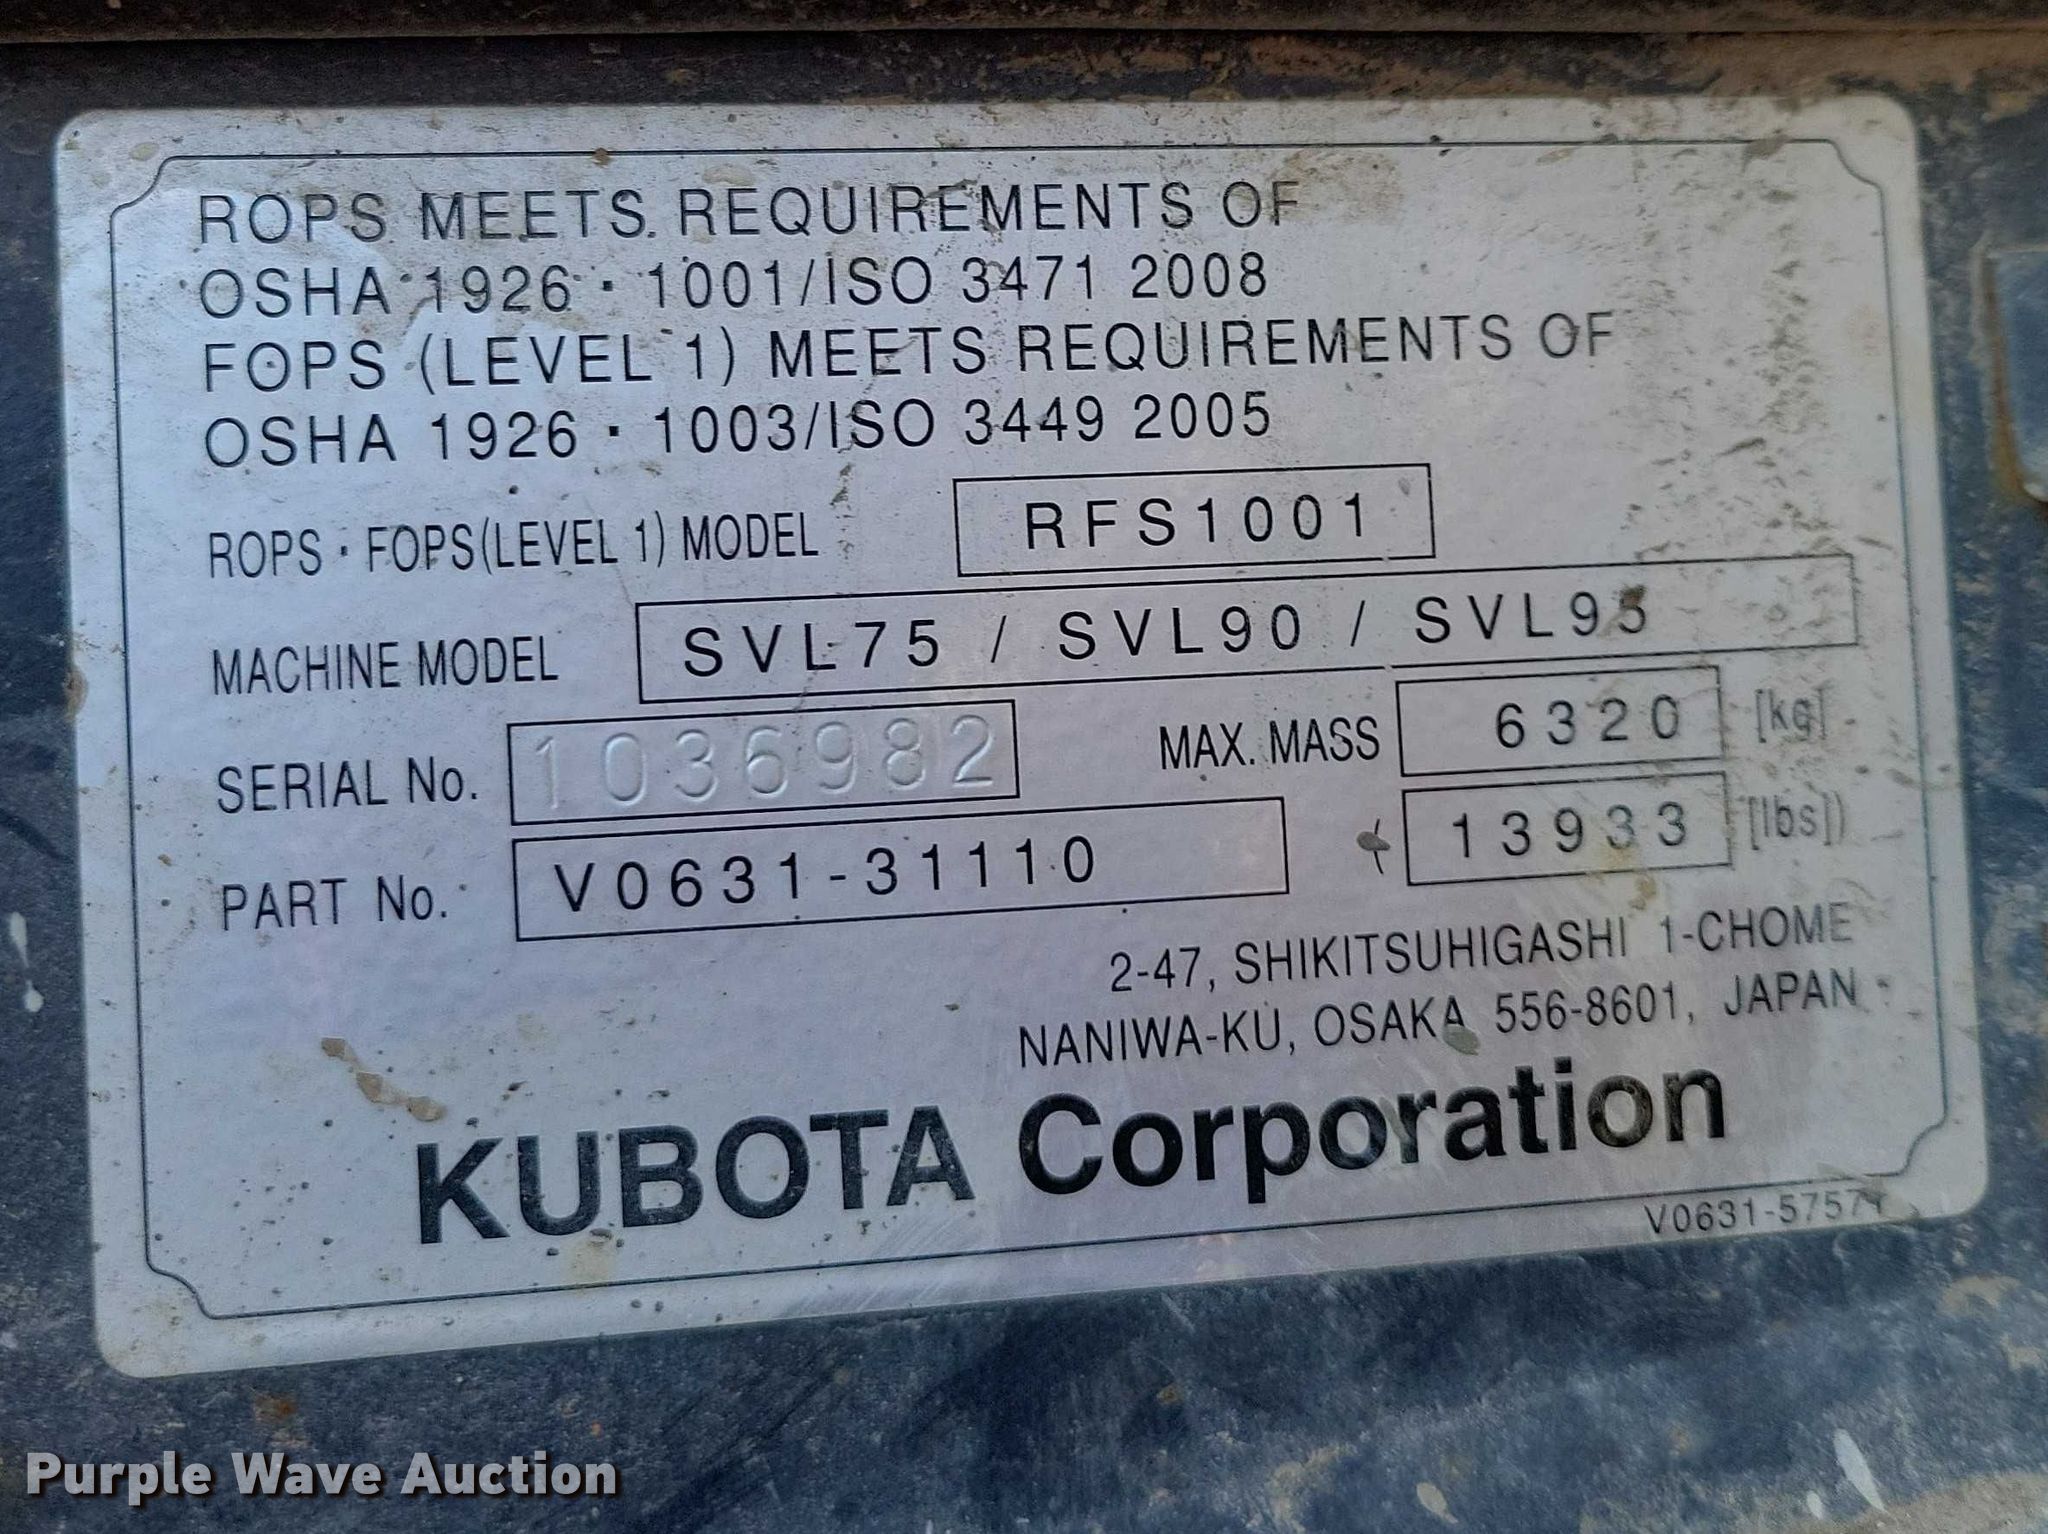 ROPS MEETS REQUIREMENTS OF
OSHA 1926 · 1001/ISO 3471 2008
FOPS (LEVEL 1) MEETS REQUIREMENTS OF
OSHA 1926 · 1003/ISO 3449 2005
ROPS · FOPS(LEVEL 1) MODEL RFS1001
MACHINE MODEL SVL75 / SVL90 / SVL95
SERIAL No. 1036982 MAX. MASS 6320 [kg]
PART No. V0631-31110 (13933 [lbs])
2-47, SHIKITSUHIGASHI 1-CHOME
NANIWA-KU, OSAKA 556-8601, JAPAN
KUBOTA Corporation
V0631-57571
Purple Wave Auction